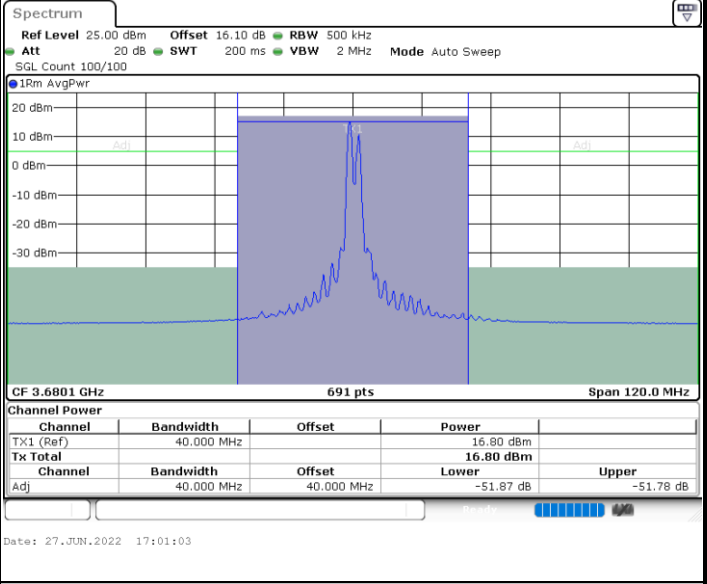 Spectrum
Ref Level 25.00 dBm Offset 16.10 dB RBW 500 kHz
Att 20 dB SWT 200 ms VBW 2 MHz Mode Auto Sweep
SGL Count 100/100
1Rm AvgPwr
20 dBm
TX1
10 dBm
Adj Adj
0 dBm
-10 dBm
-20 dBm
-30 dBm
CF 3.6801 GHz 691 pts Span 120.0 MHz
Channel Power
Channel Bandwidth Offset Power
TX1 (Ref) 40.000 MHz 16.80 dBm
Tx Total 16.80 dBm
Channel Bandwidth Offset Lower Upper
Adj 40.000 MHz 40.000 MHz -51.87 dB -51.78 dB
Ready
Date: 27.JUN.2022 17:01:03